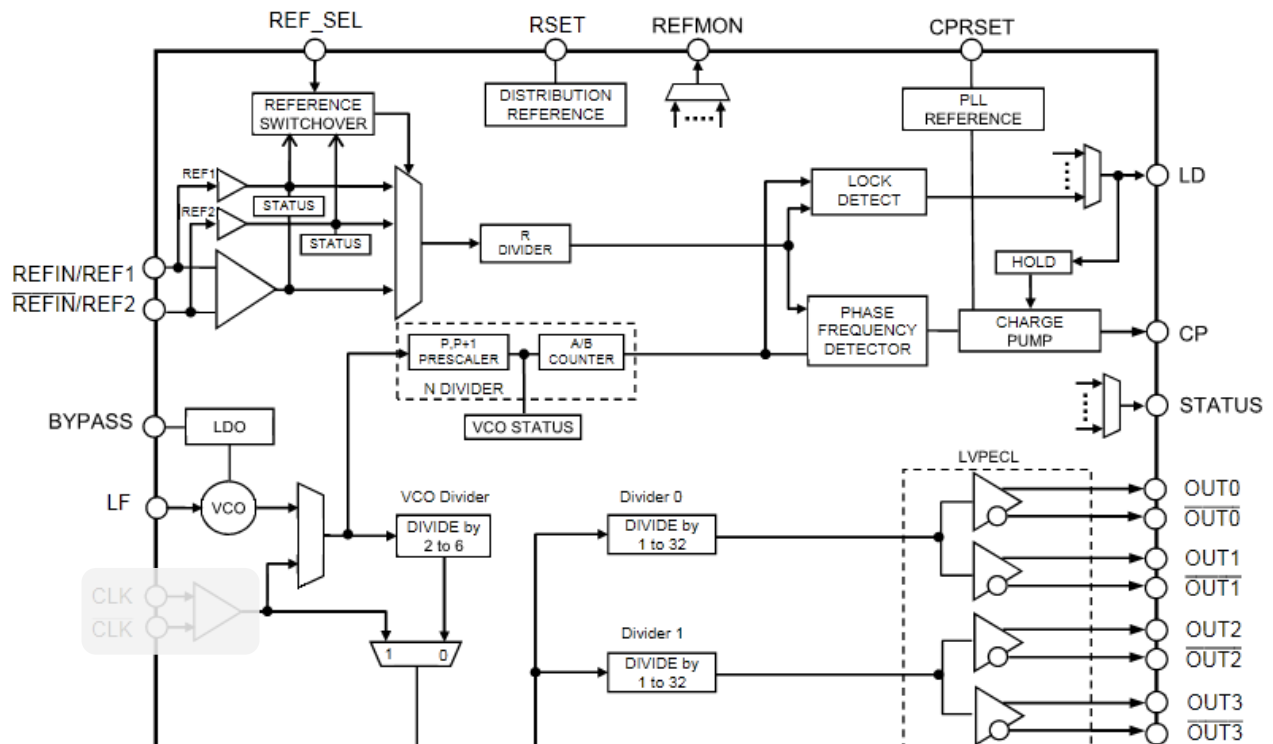 REF_SEL
RSET
REFMON
CPRSET
REFERENCE
SWITCHOVER
DISTRIBUTION
REFERENCE
PLL
REFERENCE
REF1
STATUS
REF2
STATUS
LOCK
DETECT
LD
R
DIVIDER
HOLD
REFIN/REF1
REFIN/REF2
PHASE
FREQUENCY
DETECTOR
CHARGE
PUMP
CP
P,P+1
PRESCALER
A/B
COUNTER
N DIVIDER
VCO STATUS
STATUS
BYPASS
LDO
LF
VCO
VCO Divider
DIVIDE by
2 to 6
Divider 0
DIVIDE by
1 to 32
LVPECL
OUT0
OUT0
OUT1
OUT1
CLK
CLK
1 0
Divider 1
DIVIDE by
1 to 32
OUT2
OUT2
OUT3
OUT3